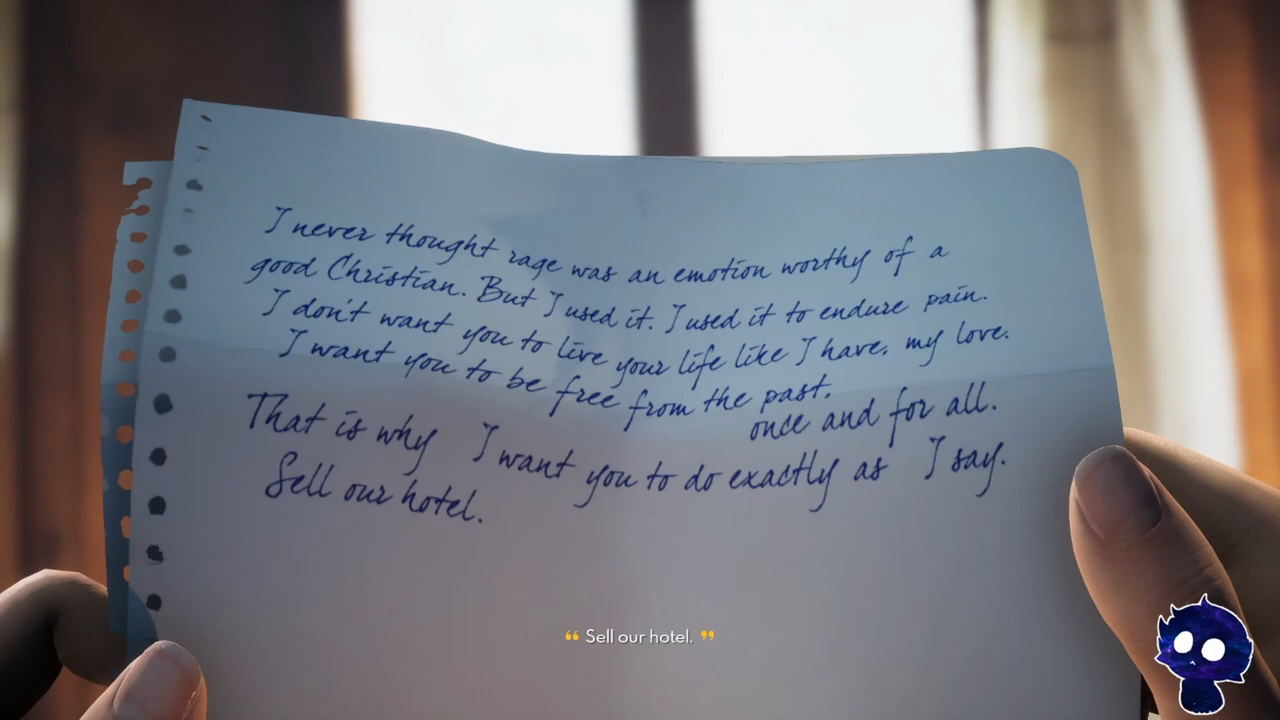 I never thought rage was an emotion worthy of a
good Christian. But I used it. I used it to endure pain.
I don't want you to live your life like I have, my love.
I want you to be free from the past.
once and for all.
That is why I want you to do exactly as I say.
Sell our hotel.
“ Sell our hotel. ”